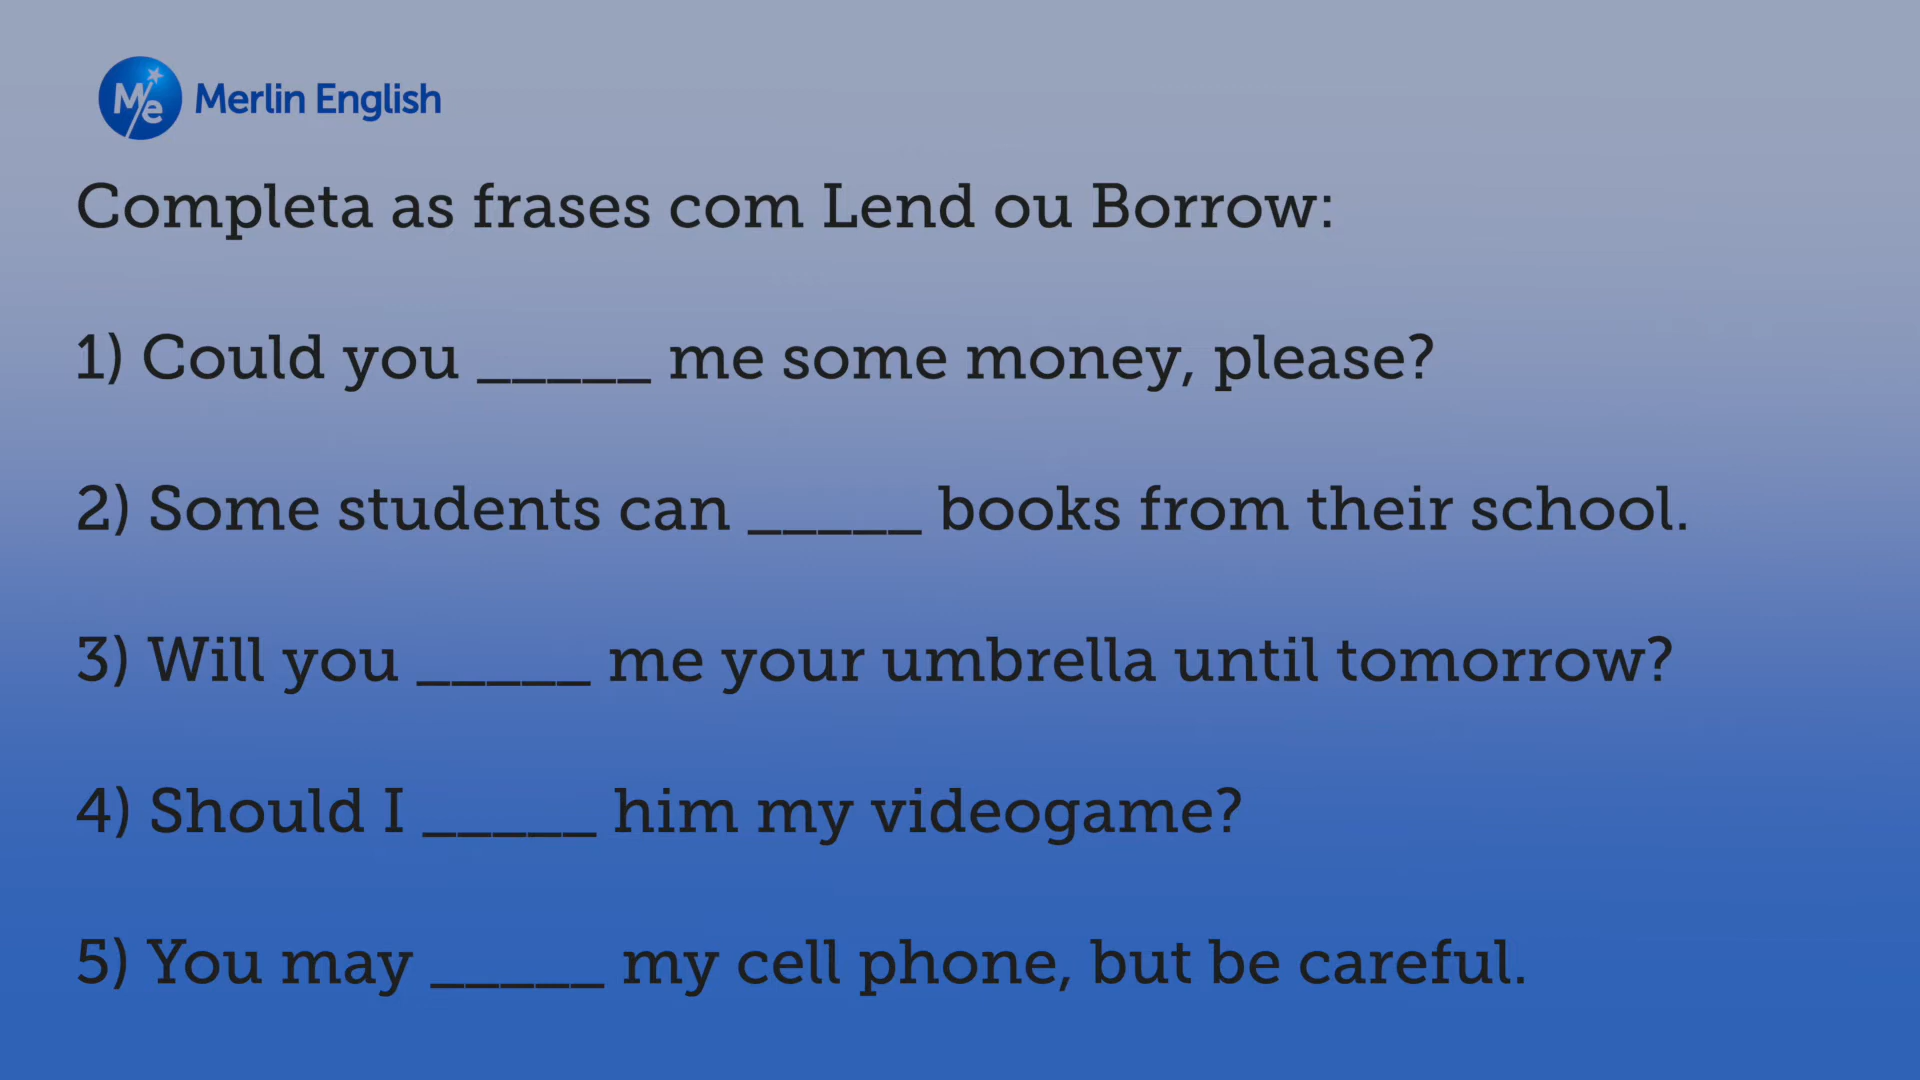 Me Merlin English
Completa as frases com Lend ou Borrow:
1) Could you _____ me some money, please?
2) Some students can _____ books from their school.
3) Will you _____ me your umbrella until tomorrow?
4) Should I _____ him my videogame?
5) You may _____ my cell phone, but be careful.